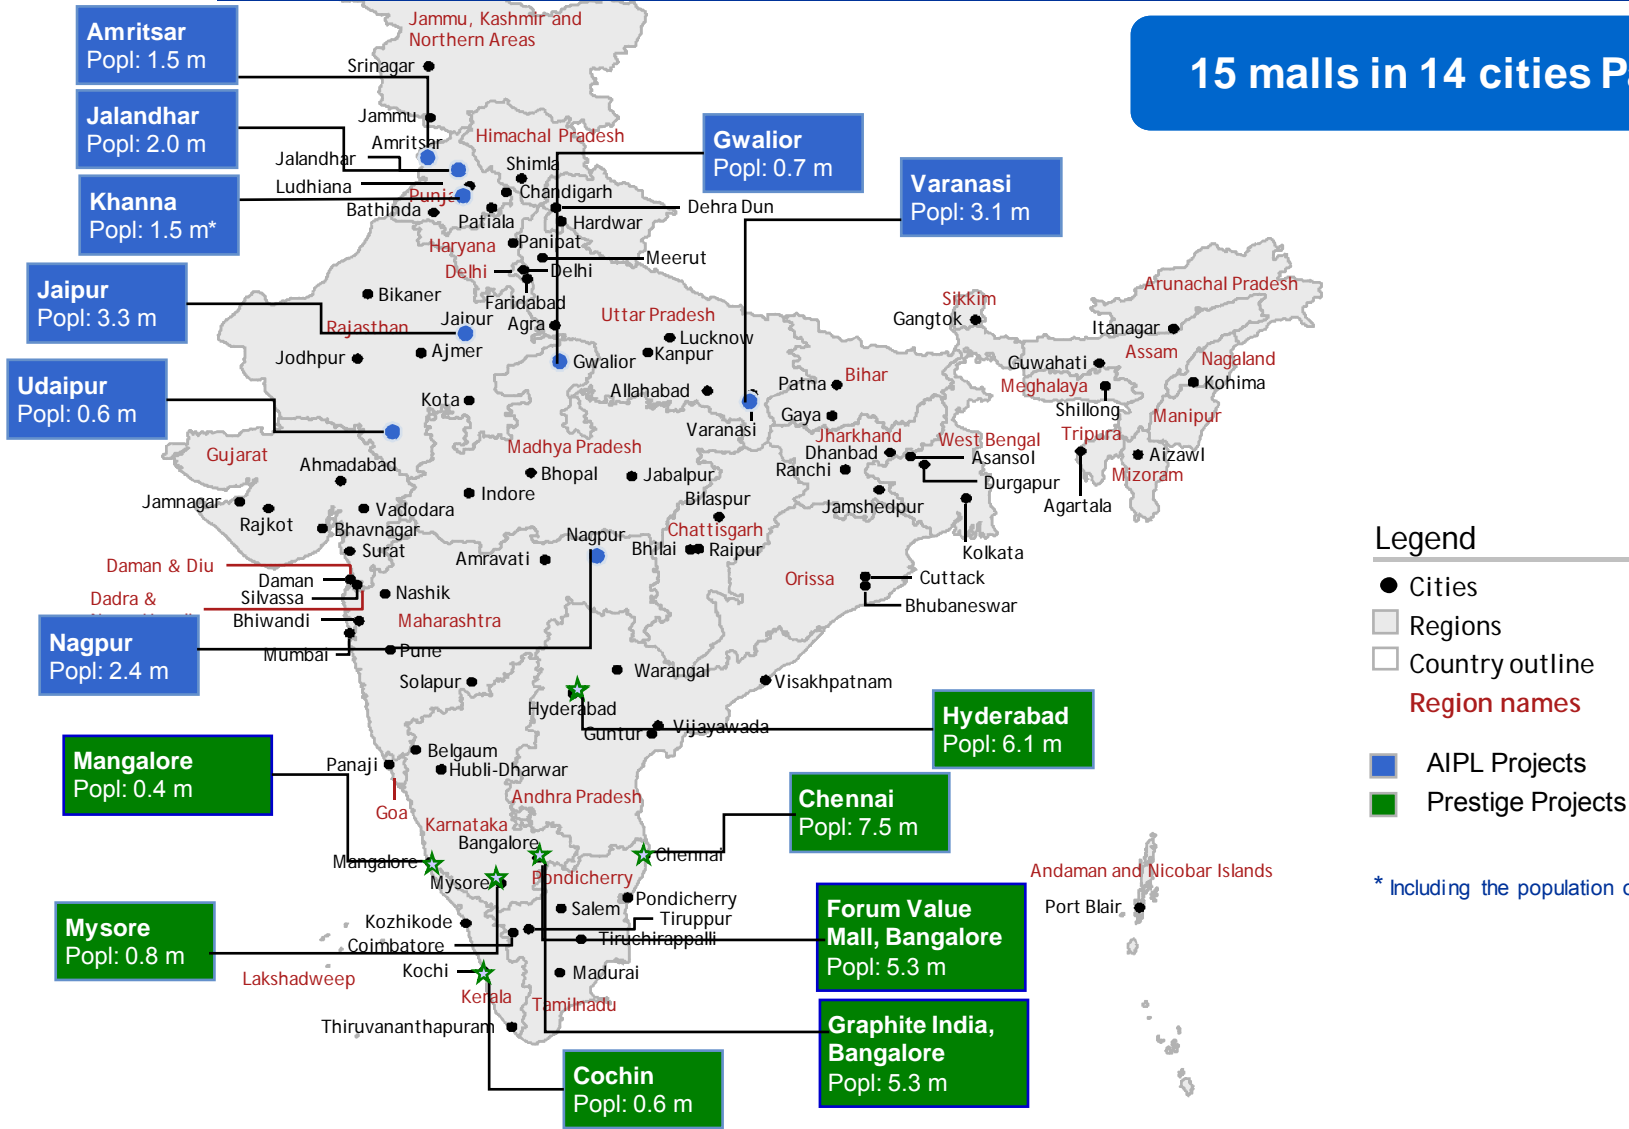 15 malls in 14 cities
Amritsar
Popl: 1.5 m
Jalandhar
Popl: 2.0 m
Khanna
Popl: 1.5 m*
Jaipur
Popl: 3.3 m
Udaipur
Popl: 0.6 m
Nagpur
Popl: 2.4 m
Mangalore
Popl: 0.4 m
Mysore
Popl: 0.8 m
Gwalior
Popl: 0.7 m
Varanasi
Popl: 3.1 m
Hyderabad
Popl: 6.1 m
Chennai
Popl: 7.5 m
Forum Value
Mall, Bangalore
Popl: 5.3 m
Graphite India,
Bangalore
Popl: 5.3 m
Cochin
Popl: 0.6 m
Jammu, Kashmir and
Northern Areas
Srinagar
Jammu
Amritsar
Himachal Pradesh
Jalandhar
Shimla
Ludhiana
Chandigarh
Bathinda
Patiala
Dehra Dun
Hardwar
Haryana
Panipat
Meerut
Delhi
Delhi
Bikaner
Faridabad
Jaipur
Agra
Rajasthan
Uttar Pradesh
Lucknow
Jodhpur
Ajmer
Kanpur
Gwalior
Kota
Allahabad
Varanasi
Patna
Bihar
Gaya
Sikkim
Gangtok
Arunachal Pradesh
Itanagar
Assam
Guwahati
Nagaland
Meghalaya
Kohima
Shillong
Manipur
Tripura
Aizawl
Mizoram
Agartala
Jharkhand
Dhanbad
West Bengal
Asansol
Ranchi
Durgapur
Jamshedpur
Kolkata
Gujarat
Ahmadabad
Madhya Pradesh
Bhopal
Jabalpur
Indore
Bilaspur
Jamnagar
Rajkot
Vadodara
Bhavnagar
Surat
Chattisgarh
Nagpur
Bhilai
Raipur
Amravati
Daman & Diu
Daman
Silvassa
Dadra &
Nashik
Orissa
Cuttack
Bhubaneswar
Bhiwandi
Maharashtra
Mumbai
Pune
Solapur
Warangal
Visakhpatnam
Hyderabad
Guntur
Vijayawada
Belgaum
Panaji
Hubli-Dharwar
Goa
Andhra Pradesh
Karnataka
Bangalore
Mangalore
Chennai
Mysore
Pondicherry
Pondicherry
Salem
Tiruppur
Kozhikode
Coimbatore
Tiruchirappalli
Kochi
Madurai
Lakshadweep
Kerala
Tamilnadu
Thiruvananthapuram
Andaman and Nicobar Islands
Port Blair
Legend
Cities
Regions
Country outline
Region names
AIPL Projects
Prestige Projects
* Including the population